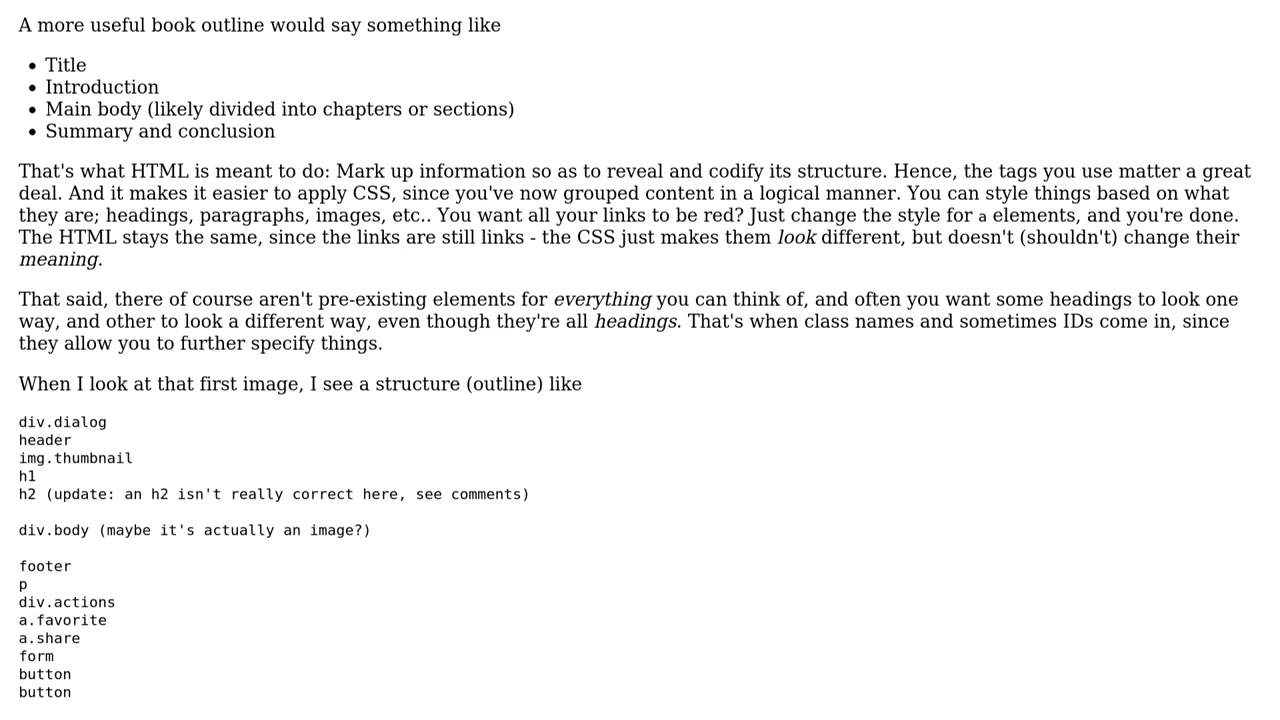 A more useful book outline would say something like
• Title
• Introduction
• Main body (likely divided into chapters or sections)
• Summary and conclusion
That's what HTML is meant to do: Mark up information so as to reveal and codify its structure. Hence, the tags you use matter a great
deal. And it makes it easier to apply CSS, since you've now grouped content in a logical manner. You can style things based on what
they are; headings, paragraphs, images, etc.. You want all your links to be red? Just change the style for a elements, and you're done.
The HTML stays the same, since the links are still links - the CSS just makes them look different, but doesn't (shouldn't) change their
meaning.
That said, there of course aren't pre-existing elements for everything you can think of, and often you want some headings to look one
way, and other to look a different way, even though they're all headings. That's when class names and sometimes IDs come in, since
they allow you to further specify things.
When I look at that first image, I see a structure (outline) like
div.dialog
header
img.thumbnail
h1
h2 (update: an h2 isn't really correct here, see comments)
div.body (maybe it's actually an image?)
footer
p
div.actions
a.favorite
a.share
form
button
button